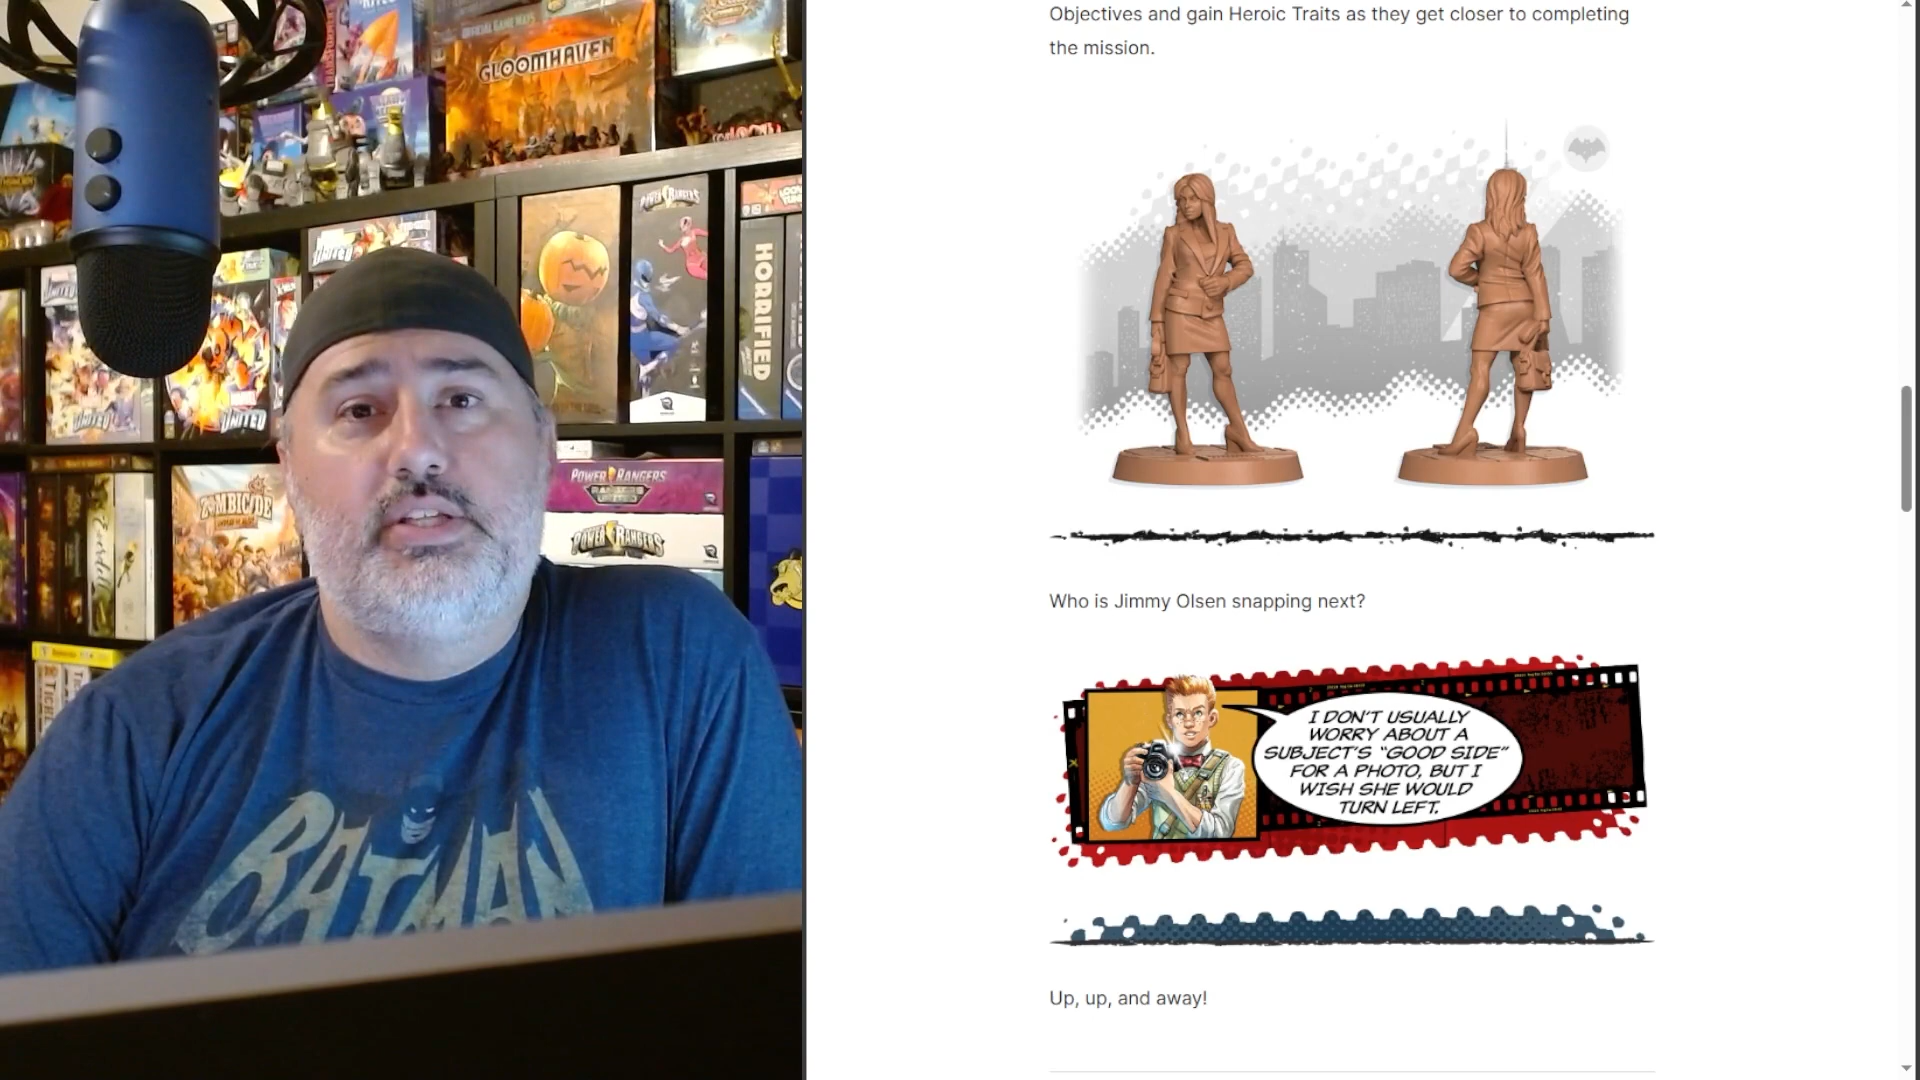 Objectives and gain Heroic Traits as they get closer to completing
the mission.
Who is Jimmy Olsen snapping next?
I DON'T USUALLY
WORRY ABOUT A
SUBJECT'S "GOOD SIDE"
FOR A PHOTO, BUT I
WISH SHE WOULD
TURN LEFT.
Up, up, and away!
GLOOMHAVEN
POWER RANGERS
HORRIFIED
UNITED
UNITED
UNITED
ZOMBICIDE
POWER RANGERS
POWER RANGERS
BATMAN